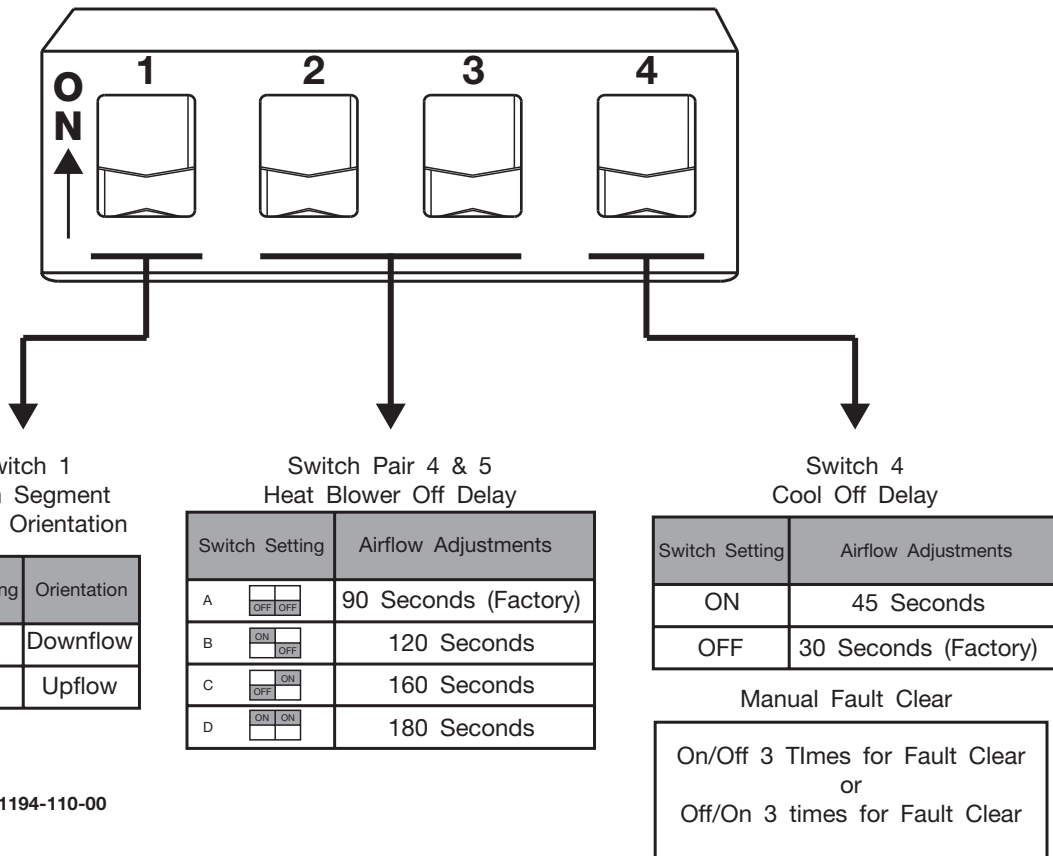 1 2 3 4
ON
Switch Pair 4 & 5
Heat Blower Off Delay
Switch Setting Airflow Adjustments
A OFF OFF 90 Seconds (Factory)
B ON OFF 120 Seconds
C OFF ON 160 Seconds
D ON ON 180 Seconds
1
Segment
Orientation
Orientation
Downflow
Upflow
1194-110-00
Switch 4
Cool Off Delay
Switch Setting Airflow Adjustments
ON 45 Seconds
OFF 30 Seconds (Factory)
Manual Fault Clear
On/Off 3 TImes for Fault Clear
or
Off/On 3 times for Fault Clear